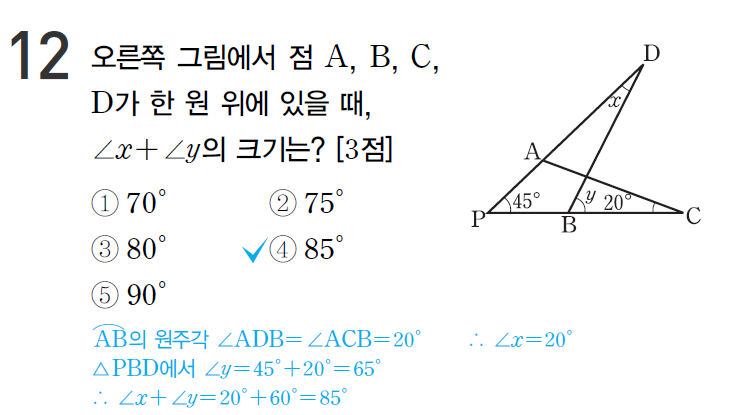 12 오른쪽 그림에서 점 A, B, C,
D가 한 원 위에 있을 때,
∠x+∠y의 크기는? [3점]
① 70° ② 75°
③ 80° ④ 85°
⑤ 90°
D
x
A
45° y 20°
P B C
AB의 원주각 ∠ADB=∠ACB=20° ∴ ∠x=20°
△PBD에서 ∠y=45°+20°=65°
∴ ∠x+∠y=20°+60°=85°